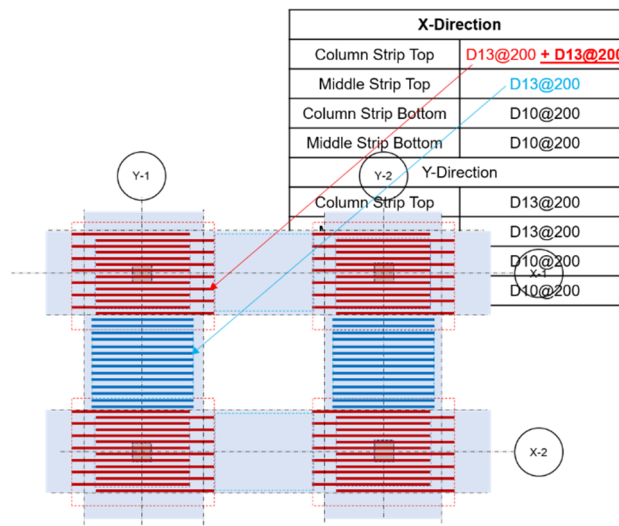 X-Direction
Column Strip Top D13@200 + D13@200
Middle Strip Top D13@200
Column Strip Bottom D10@200
Middle Strip Bottom D10@200
Y-1
Y-2
Y-Direction
Column Strip Top D13@200
D13@200
D10@200
X-1
D10@200
X-2